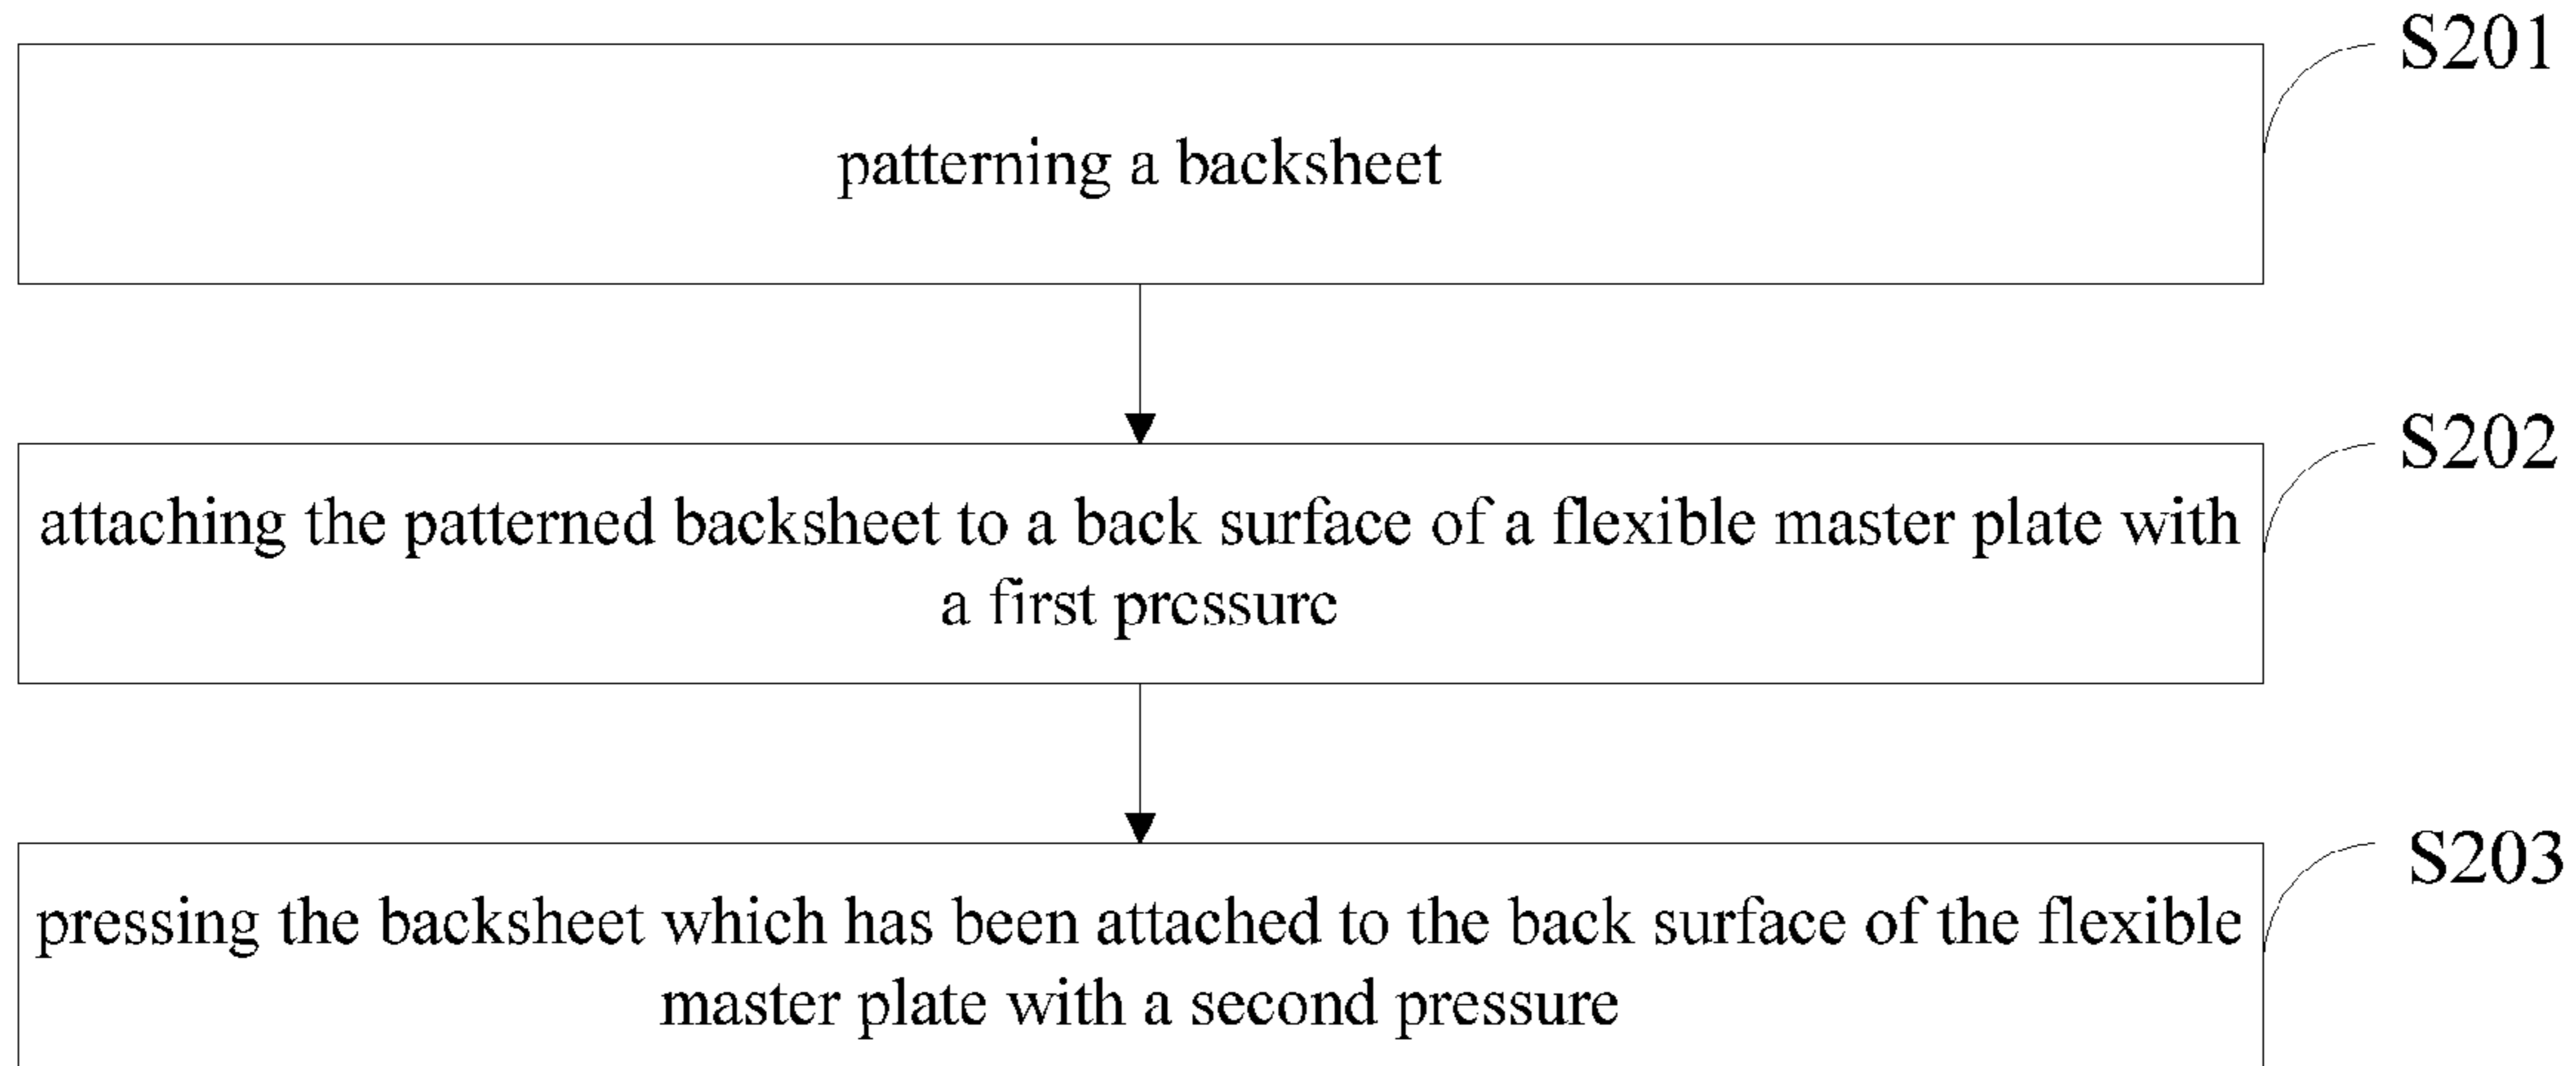 S201
patterning a backsheet
S202
attaching the patterned backsheet to a back surface of a flexible master plate with
a first pressure
S203
pressing the backsheet which has been attached to the back surface of the flexible
master plate with a second pressure